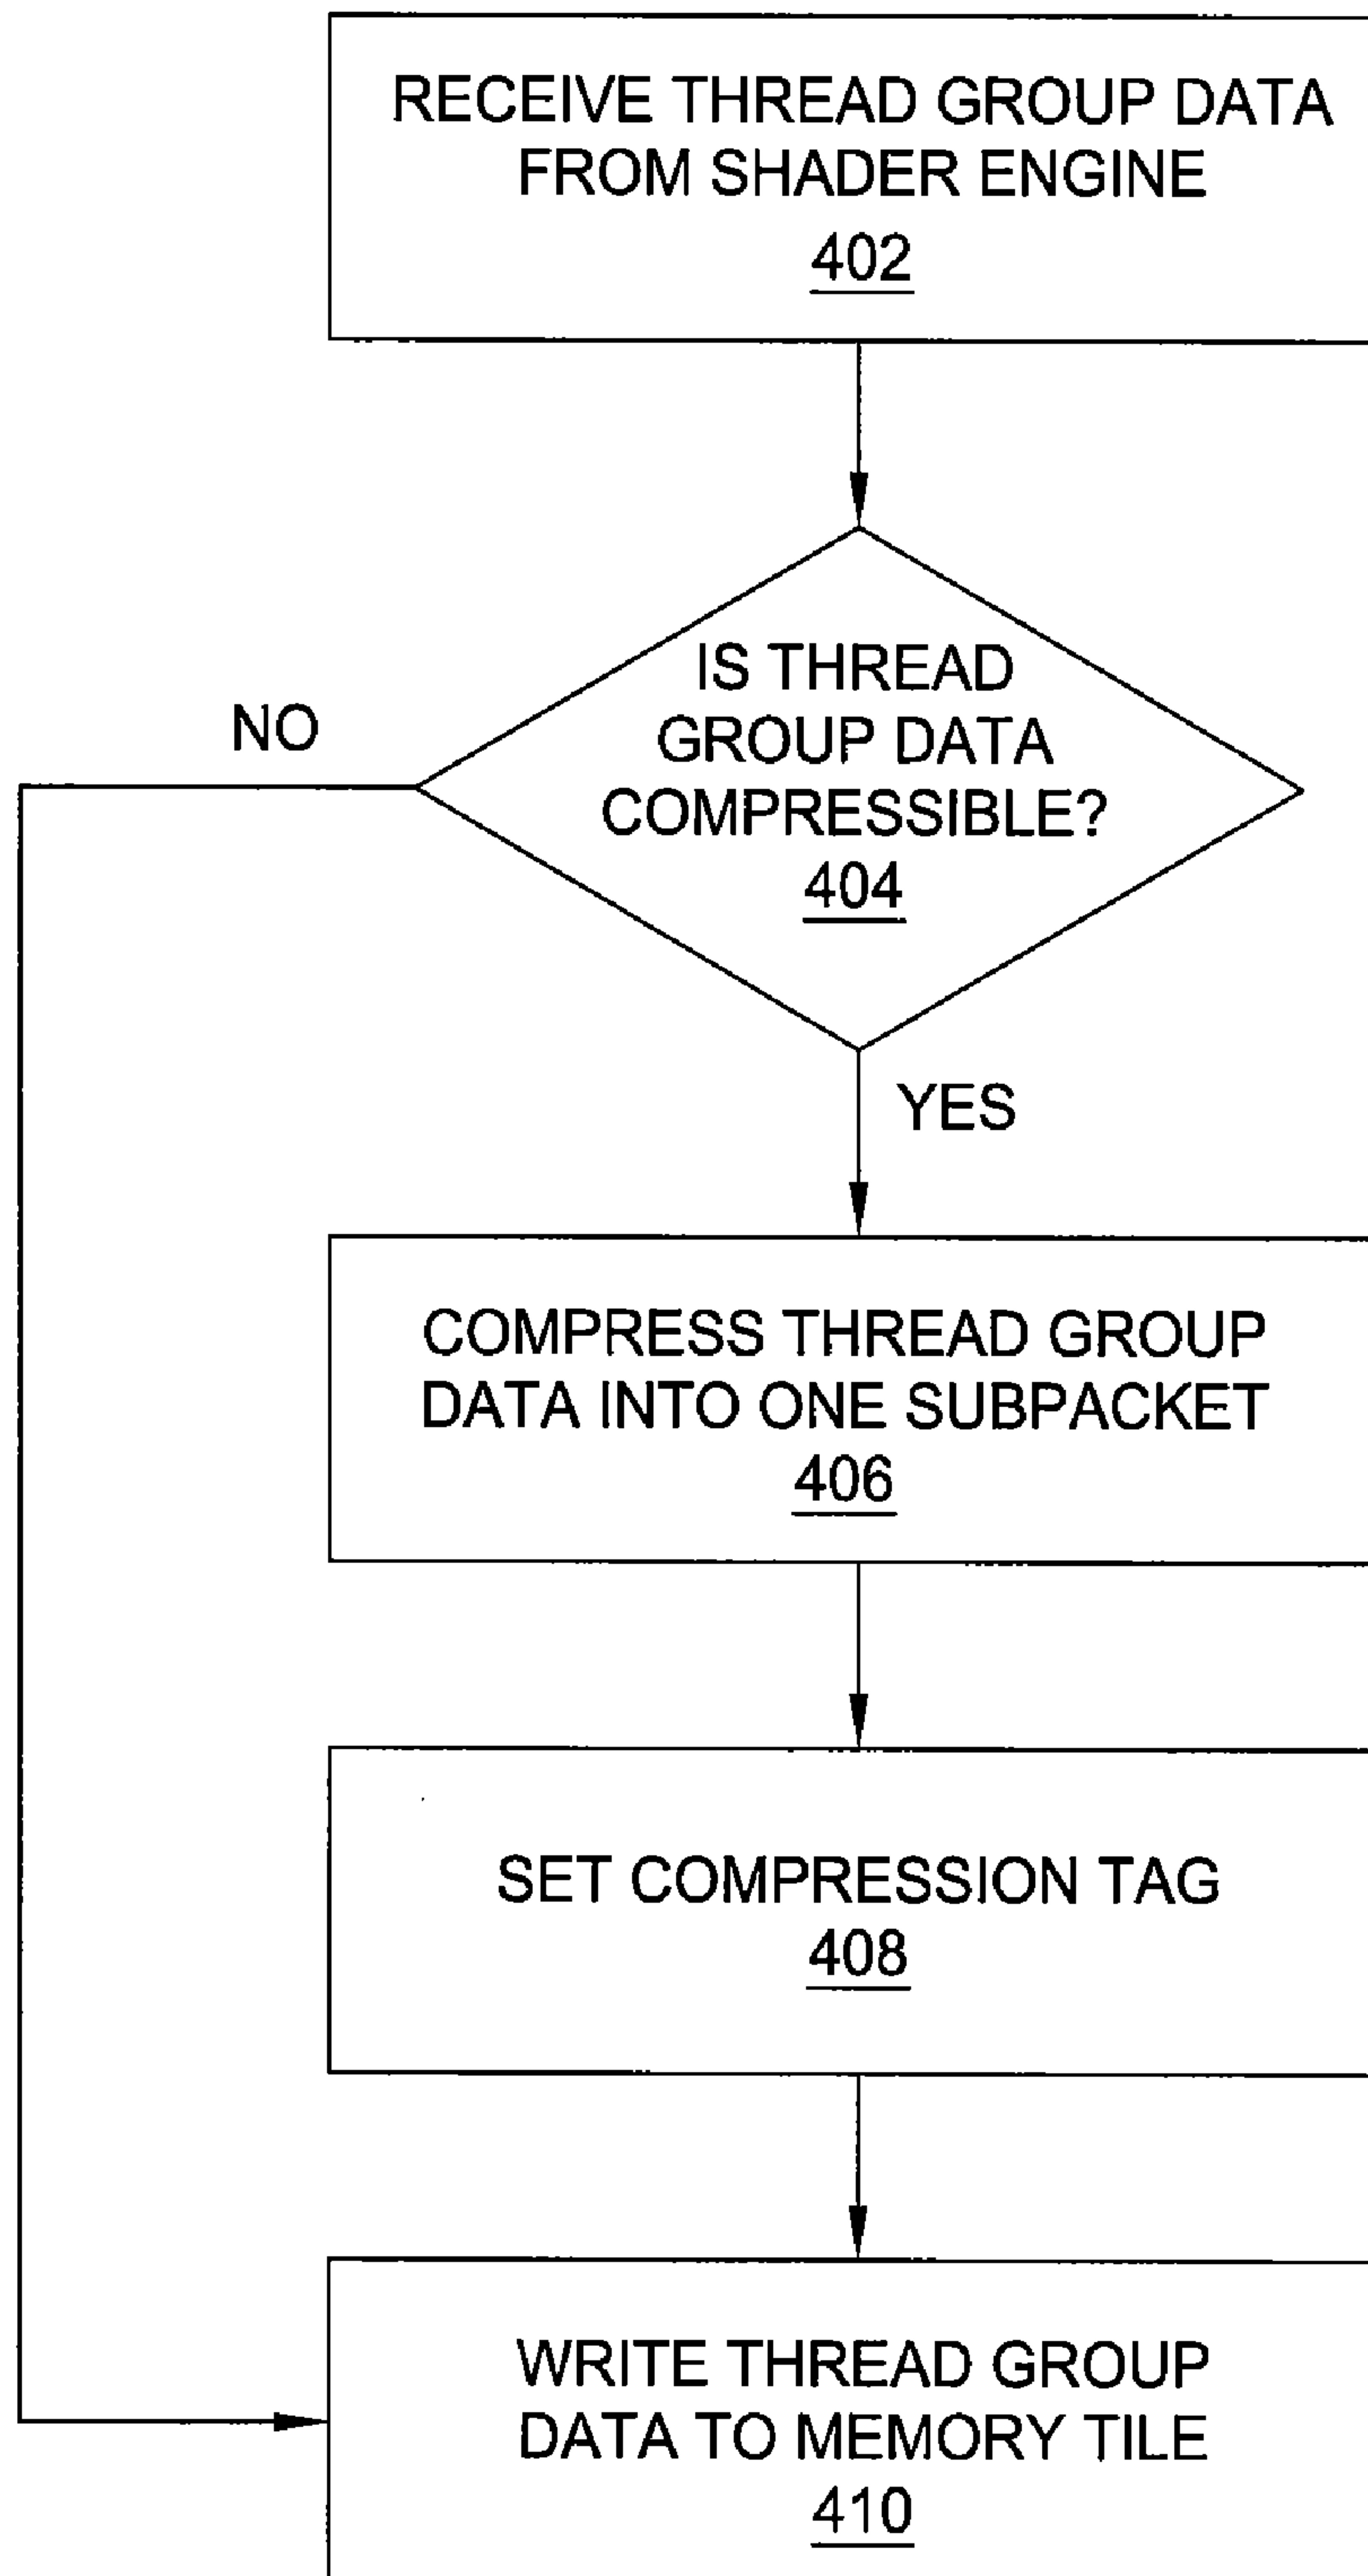 RECEIVE THREAD GROUP DATA
FROM SHADER ENGINE
402
IS THREAD
GROUP DATA
COMPRESSIBLE?
404
NO
YES
COMPRESS THREAD GROUP
DATA INTO ONE SUBPACKET
406
SET COMPRESSION TAG
408
WRITE THREAD GROUP
DATA TO MEMORY TILE
410